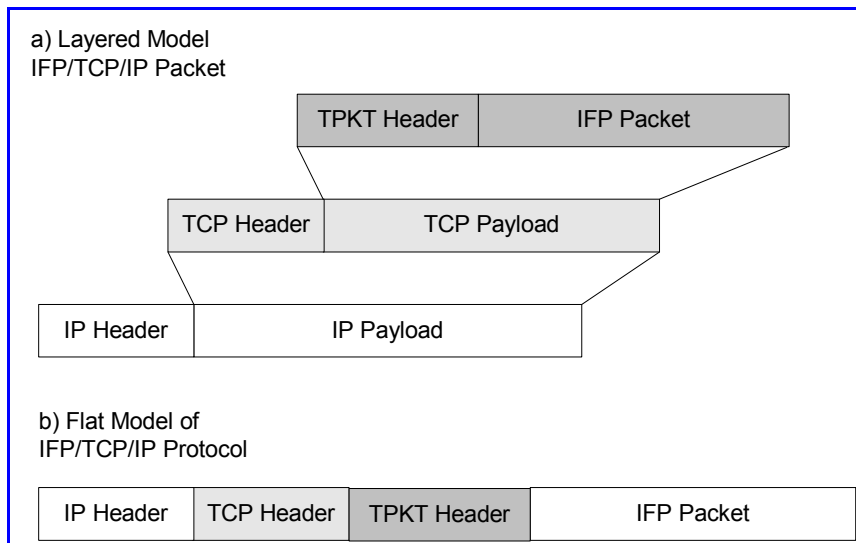 a) Layered Model
IFP/TCP/IP Packet
TPKT Header
IFP Packet
TCP Header
TCP Payload
IP Header
IP Payload
b) Flat Model of
IFP/TCP/IP Protocol
IP Header
TCP Header
TPKT Header
IFP Packet